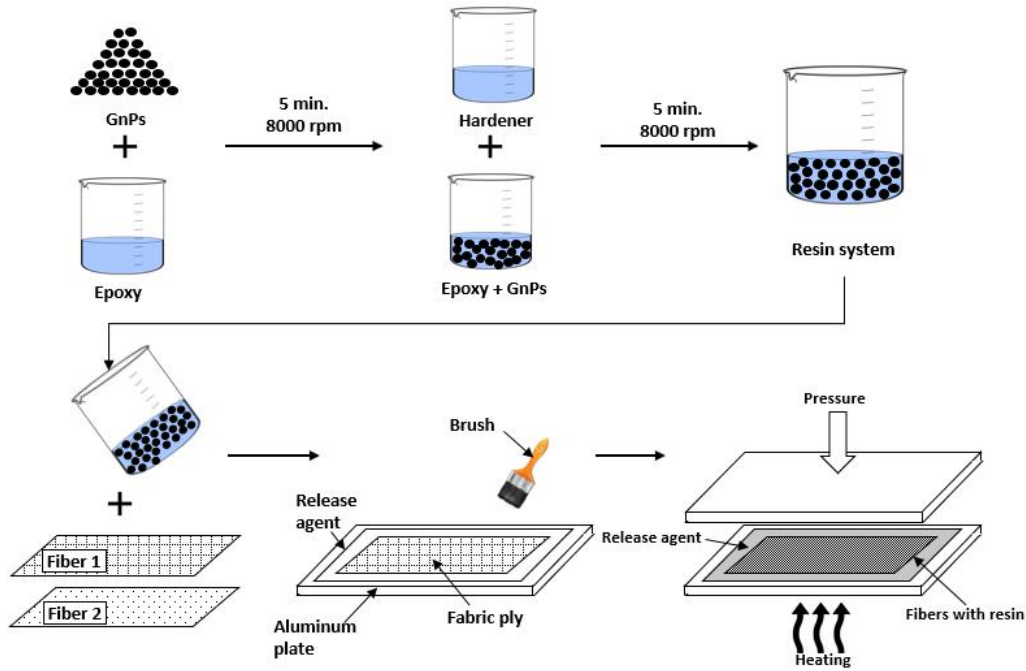 GnPs
+
Epoxy
5 min.
8000 rpm
Hardener
+
Epoxy + GnPs
5 min.
8000 rpm
Resin system
+
Fiber 1
Fiber 2
Brush
Release
agent
Aluminum
plate
Fabric ply
Pressure
Release agent
Fibers with resin
Heating